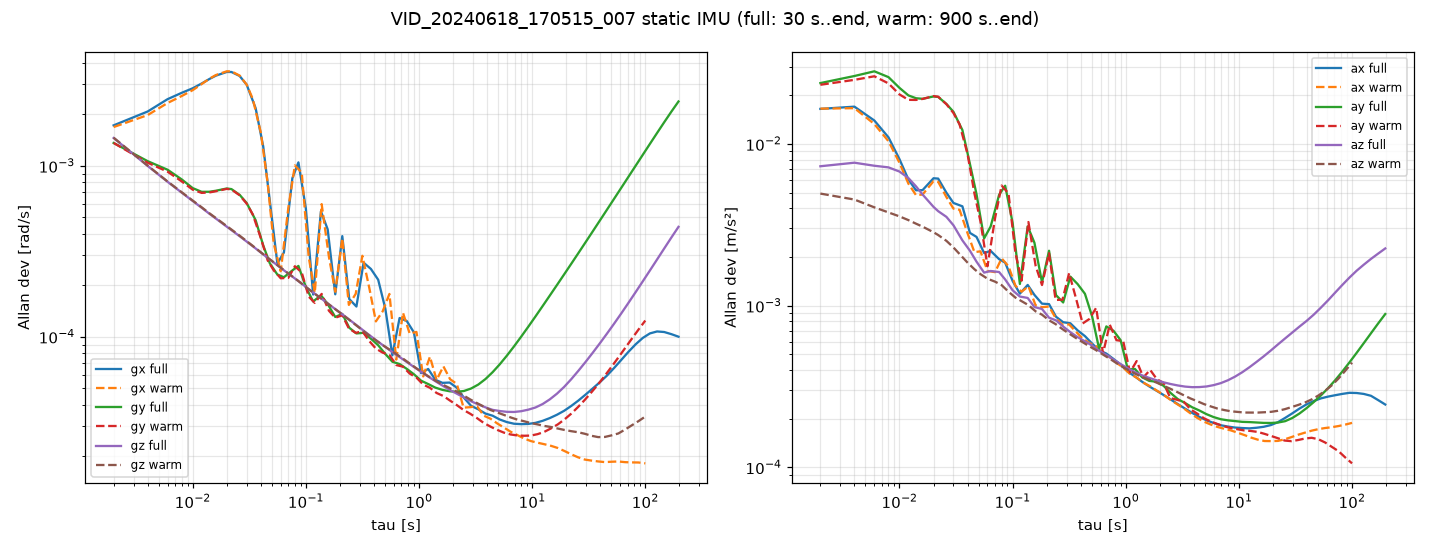 VID_20240618_170515_007 static IMU (full: 30 s..end, warm: 900 s..end)
Allan dev [rad/s]
10⁻³
10⁻⁴
gx full
gx warm
gy full
gy warm
gz full
gz warm
10⁻²
10⁻¹
10⁰
10¹
10²
tau [s]
Allan dev [m/s²]
10⁻²
10⁻³
10⁻⁴
ax full
ax warm
ay full
ay warm
az full
az warm
10⁻²
10⁻¹
10⁰
10¹
10²
tau [s]